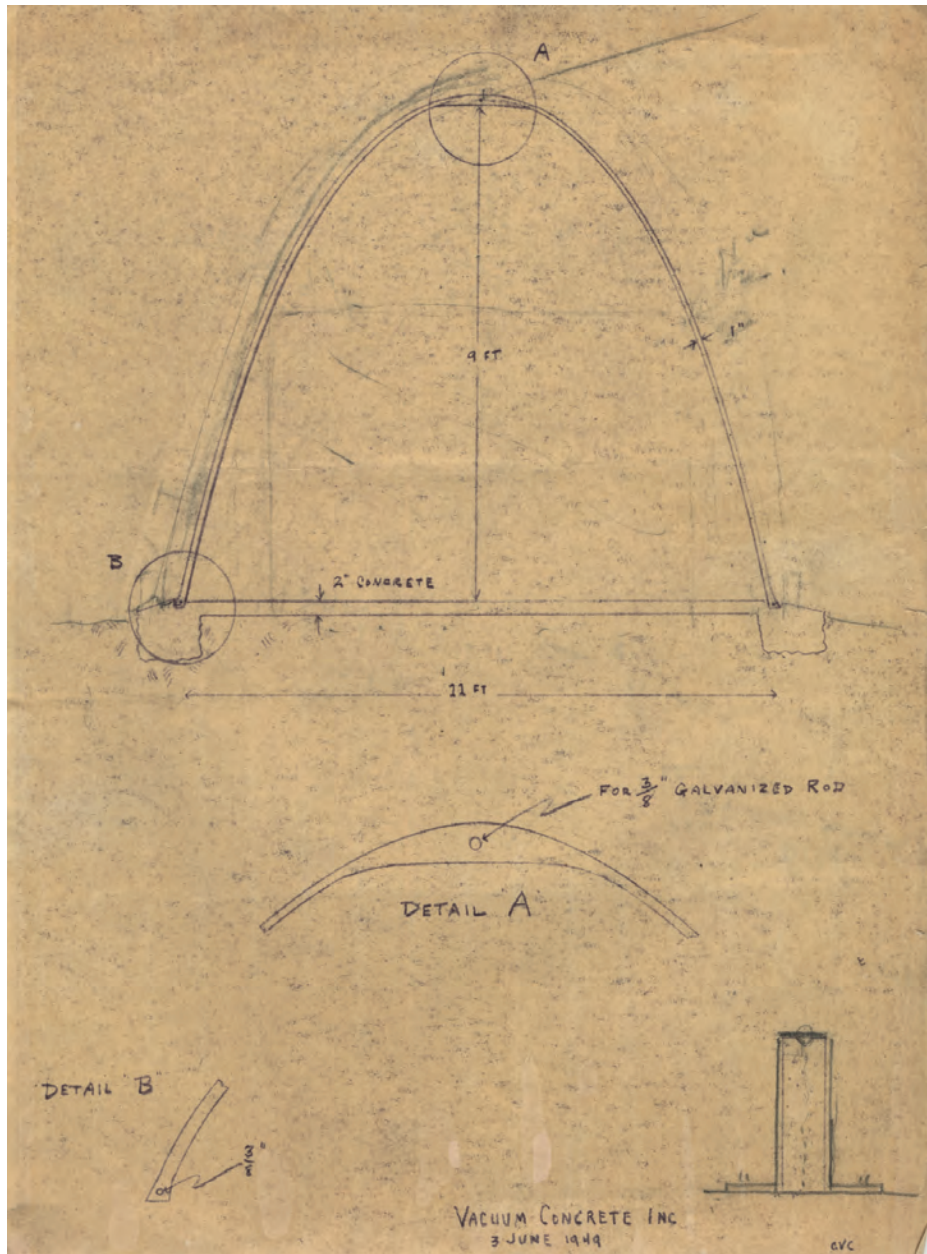 A
1"
9 FT
B
2" CONCRETE
11 FT
FOR 3/8" GALVANIZED ROD
DETAIL A
DETAIL B
3/8"
VACUUM CONCRETE INC
3 JUNE 1949
GVC